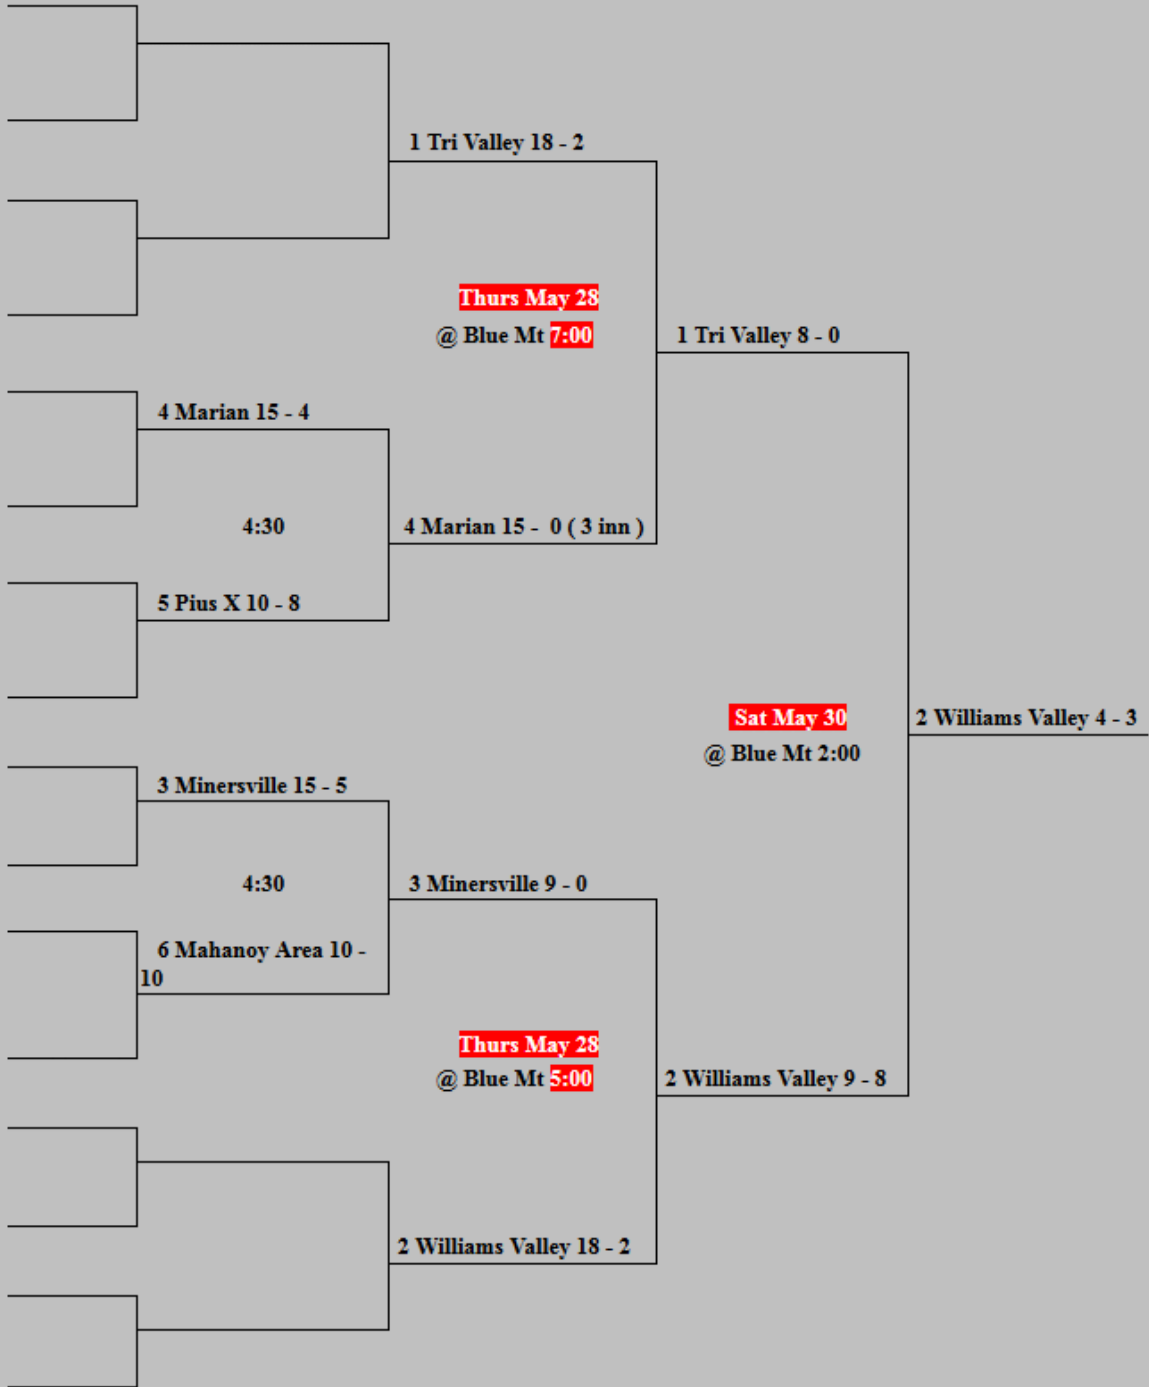 1 Tri Valley 18 - 2
Thurs May 28
@ Blue Mt 7:00
1 Tri Valley 8 - 0
4 Marian 15 - 4
4:30
4 Marian 15 -  0 ( 3 inn )
5 Pius X 10 - 8
Sat May 30
@ Blue Mt 2:00
2 Williams Valley 4 - 3
3 Minersville 15 - 5
4:30
3 Minersville 9 - 0
6 Mahanoy Area 10 -
10
Thurs May 28
@ Blue Mt 5:00
2 Williams Valley 9 - 8
2 Williams Valley 18 - 2